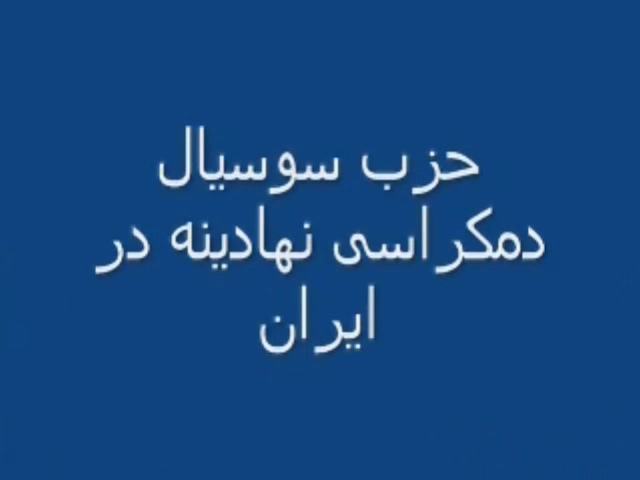 حزب سوسیال
دمکراسی نهادینه در
ایران